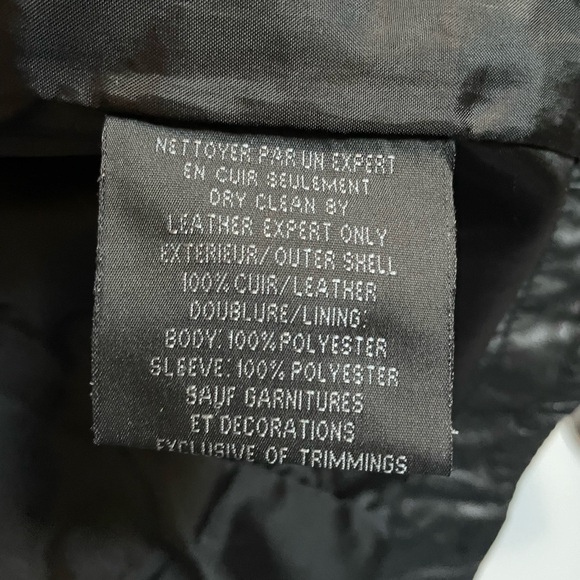 NETTOYER PAR UN EXPERT
EN CUIR SEULEMENT
DRY CLEAN BY
LEATHER EXPERT ONLY
EXTERIEUR/OUTER SHELL
100% CUIR/LEATHER
DOUBLURE/LINING:
BODY: 100% POLYESTER
SLEEVE: 100% POLYESTER
SAUF GARNITURES
ET DECORATIONS
EXCLUSIVE OF TRIMMINGS